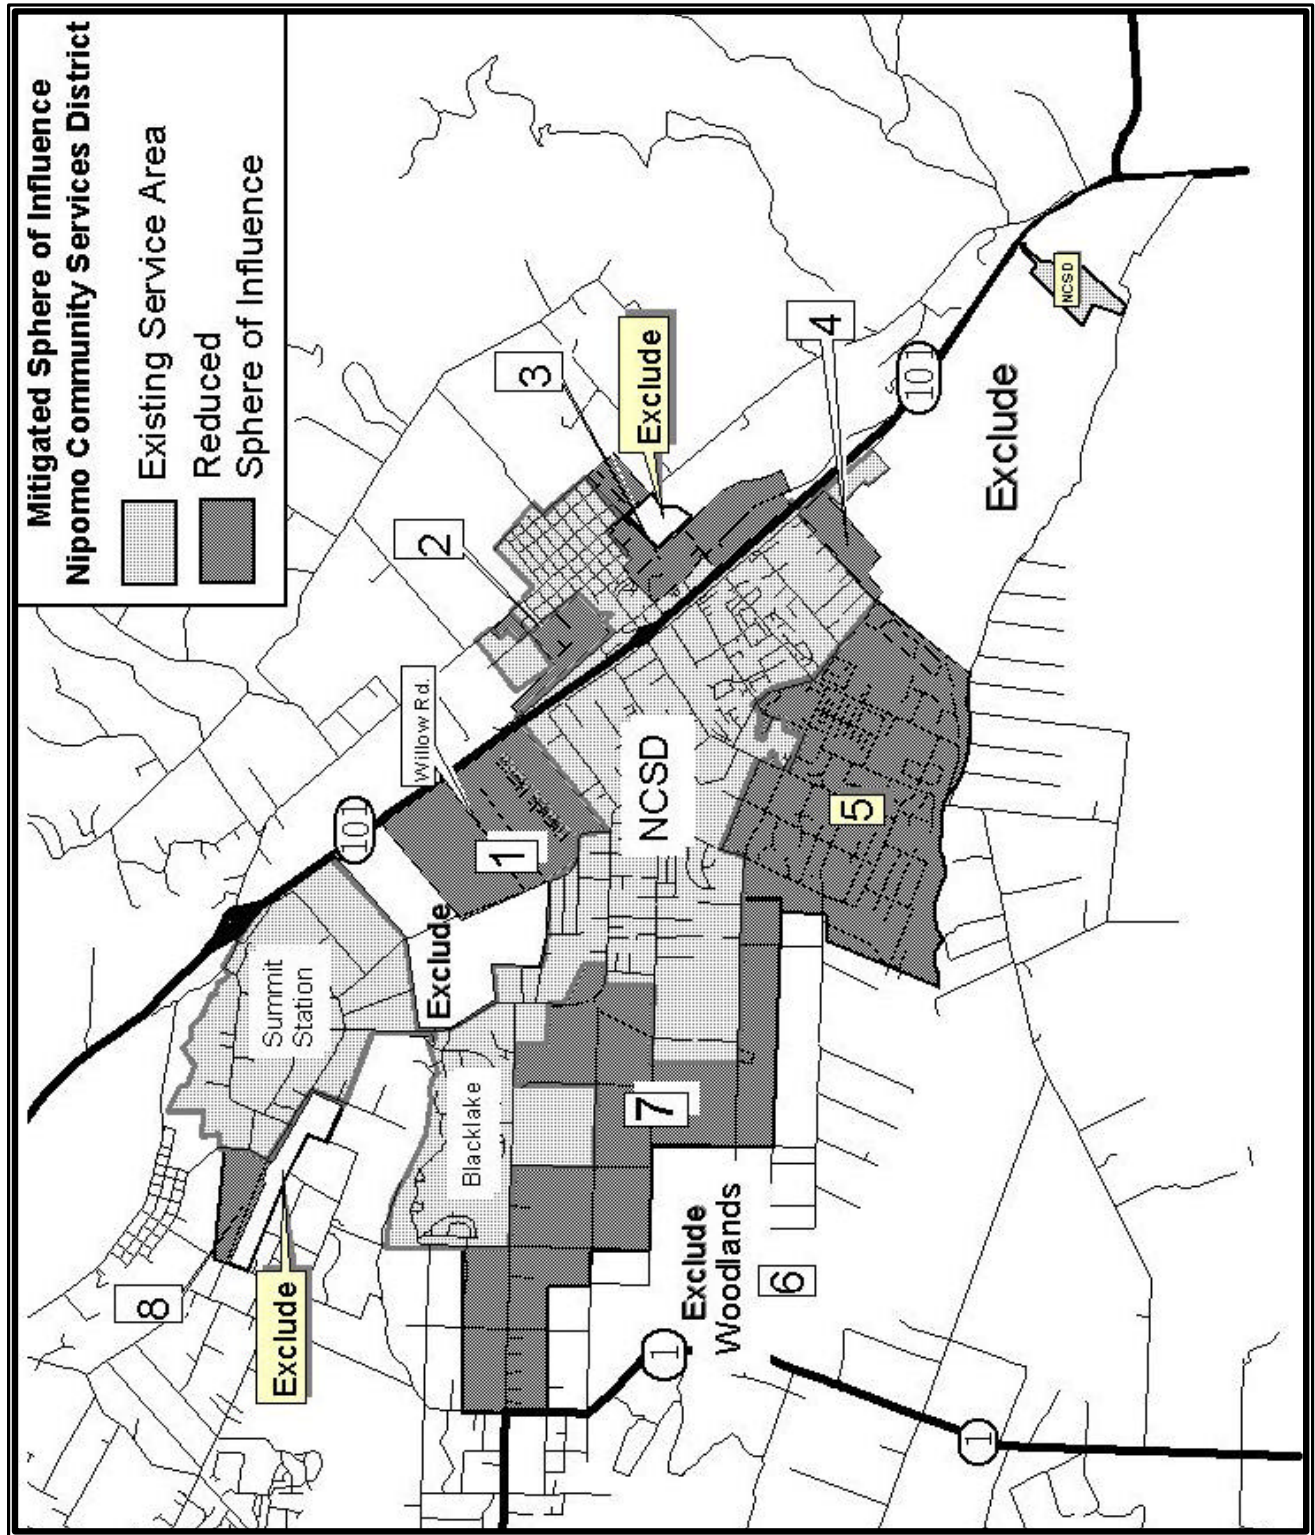 Mitigated Sphere of Influence
Nipomo Community Services District
Existing Service Area
Reduced
Sphere of Influence
8
Exclude
Summit
Station
101
Exclude
Blacklake
Willow Rd.
1
2
3
Exclude
NCSD
7
4
5
Exclude
Woodlands
6
1
1
101
Exclude
NCSD